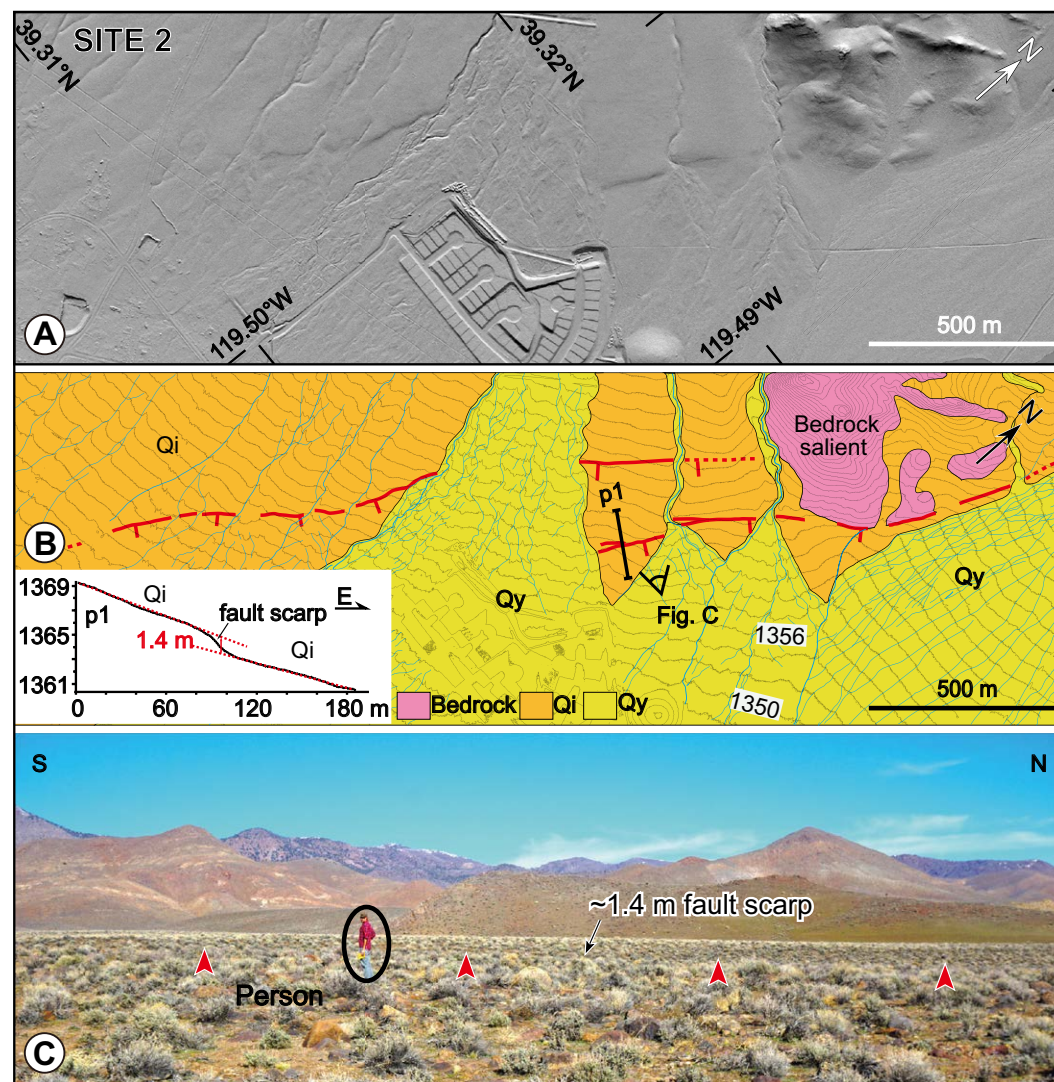 SITE 2
39.31°N
39.32°N
N
119.50°W
119.49°W
500 m
A
Qi
Bedrock
salient
N
p1
B
Qy
Qy
Fig. C
1369
p1
Qi
E
fault scarp
1365
1.4 m
Qi
1361
0
60
120
180 m
1356
1350
500 m
Bedrock
Qi
Qy
S
N
~1.4 m fault scarp
Person
C